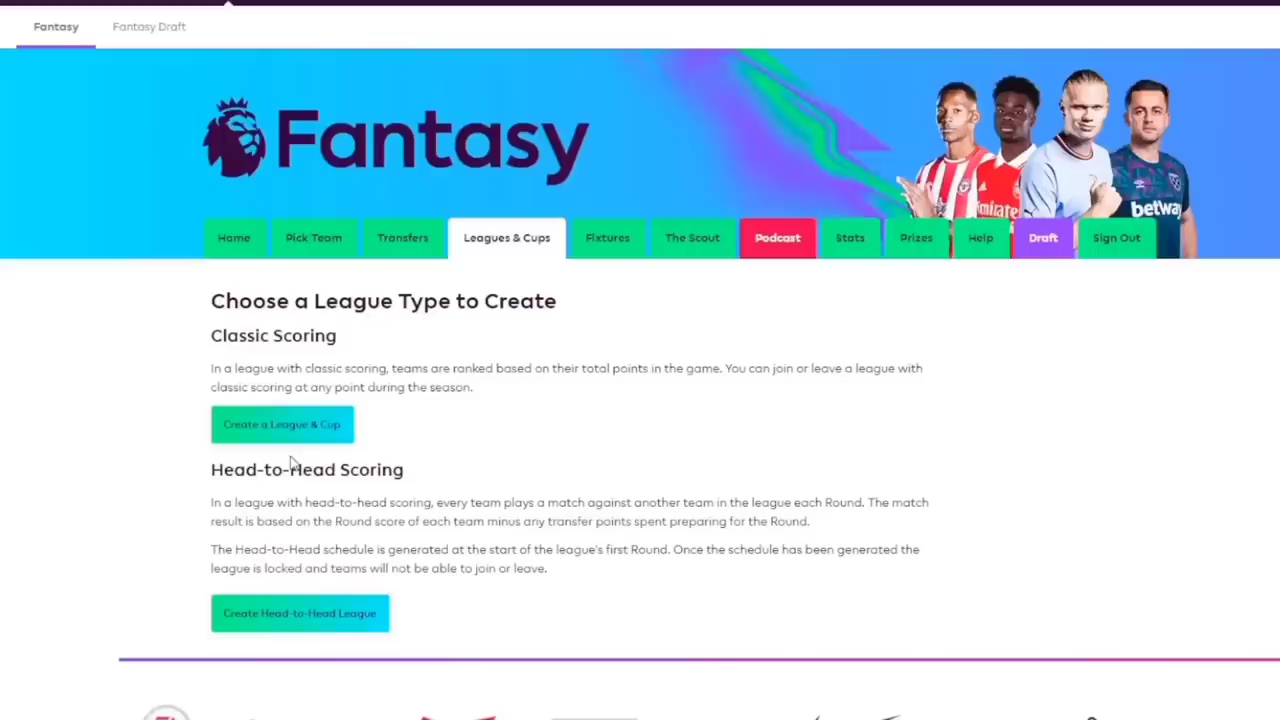 Fantasy
Fantasy Draft
Fantasy
betway
Home
Pick Team
Transfers
Leagues & Cups
Fixtures
The Scout
Podcast
Stats
Prizes
Help
Draft
Sign Out
Choose a League Type to Create
Classic Scoring
In a league with classic scoring, teams are ranked based on their total points in the game. You can join or leave a league with
classic scoring at any point during the season.
Create a League & Cup
Head-to-Head Scoring
In a league with head-to-head scoring, every team plays a match against another team in the league each Round. The match
result is based on the Round score of each team minus any transfer points spent preparing for the Round.
The Head-to-Head schedule is generated at the start of the league's first Round. Once the schedule has been generated the
league is locked and teams will not be able to join or leave.
Create Head-to-Head League